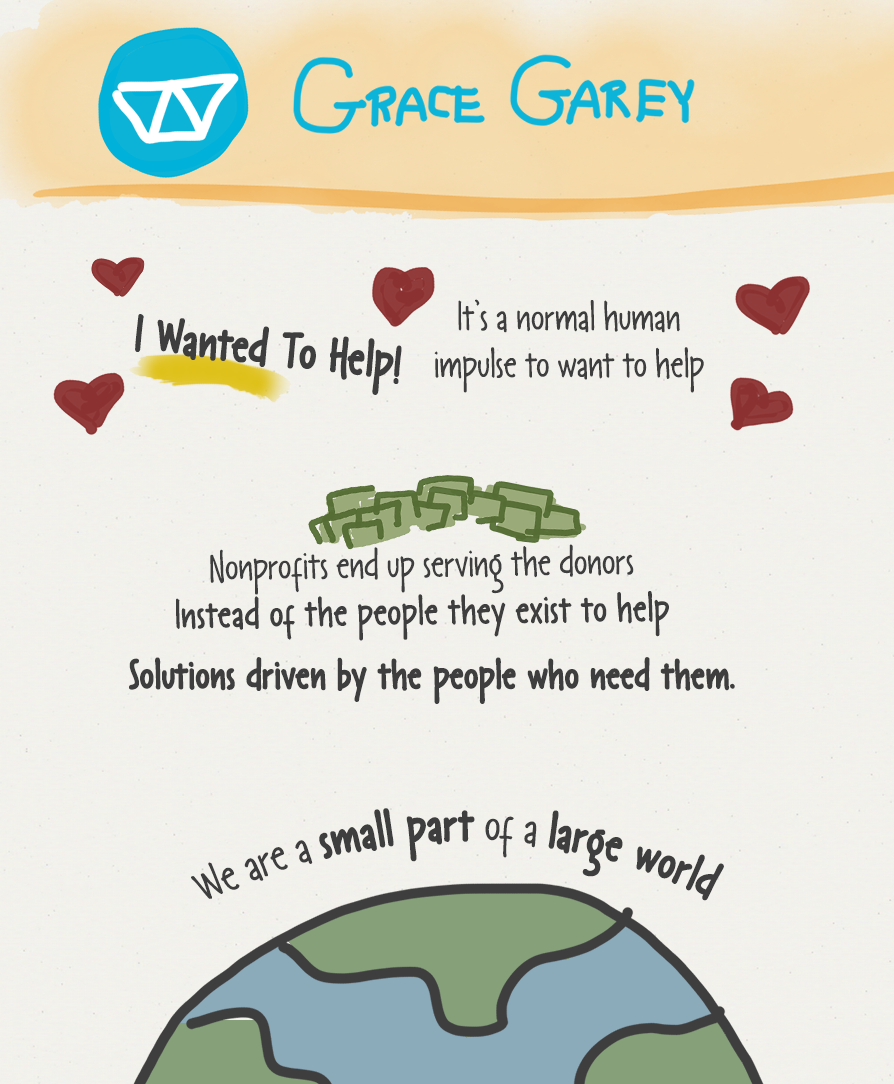 Grace Garey
I Wanted To Help!
It's a normal human
impulse to want to help
Nonprofits end up serving the donors
Instead of the people they exist to help
Solutions driven by the people who need them.
We are a small part of a large world